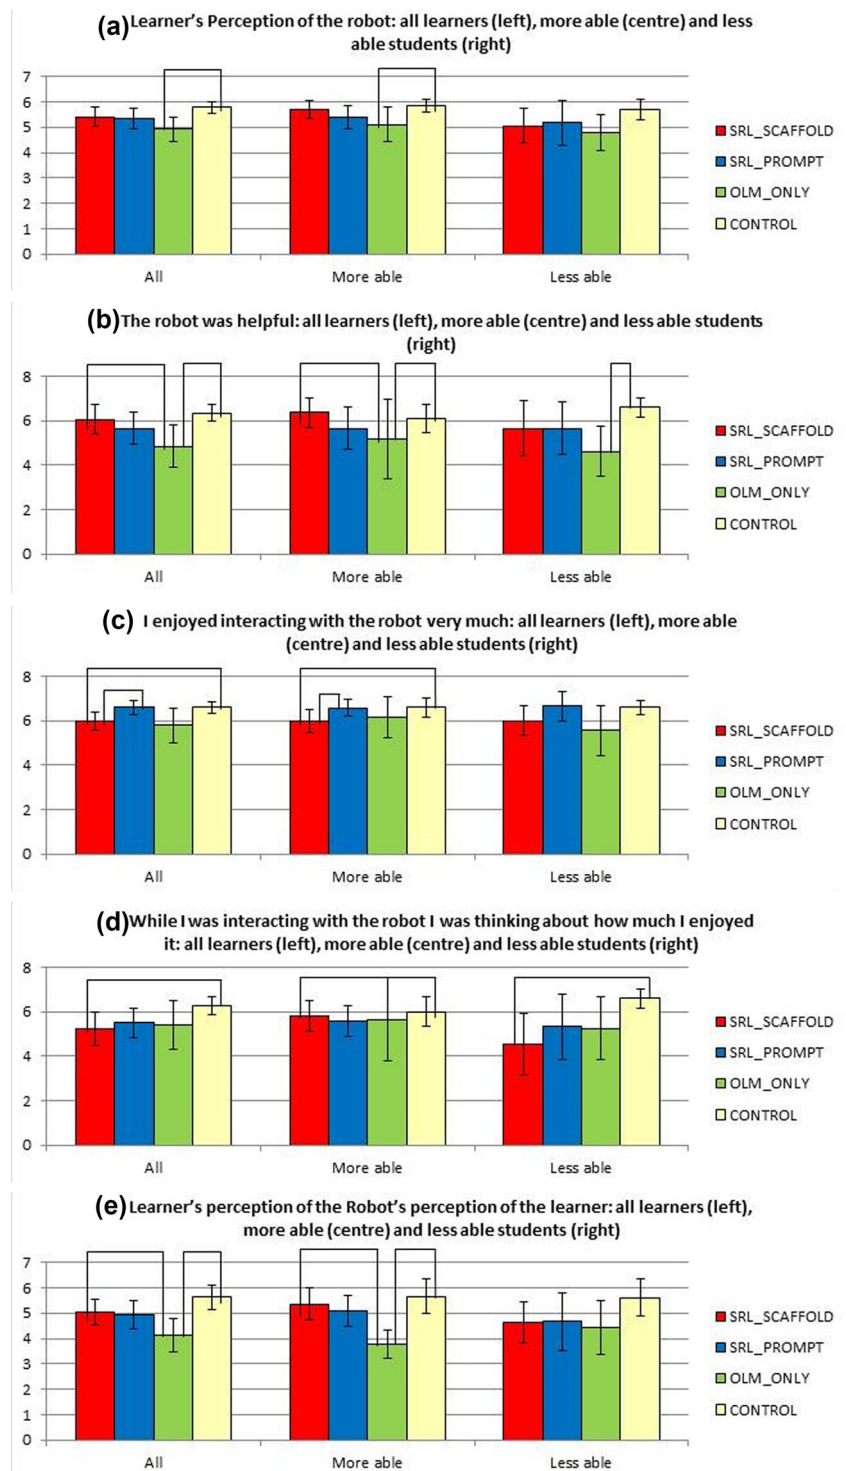 (a) Learner's Perception of the robot: all learners (left), more able (centre) and less
able students (right)
7
6
5
4
3
2
1
0
All
More able
Less able
SRL_SCAFFOLD
SRL_PROMPT
OLM_ONLY
CONTROL
(b) The robot was helpful: all learners (left), more able (centre) and less able students
(right)
8
6
4
2
0
All
More able
Less able
SRL_SCAFFOLD
SRL_PROMPT
OLM_ONLY
CONTROL
(c) I enjoyed interacting with the robot very much: all learners (left), more able
(centre) and less able students (right)
8
6
4
2
0
All
More able
Less able
SRL_SCAFFOLD
SRL_PROMPT
OLM_ONLY
CONTROL
(d) While I was interacting with the robot I was thinking about how much I enjoyed
it: all learners (left), more able (centre) and less able students (right)
8
6
4
2
0
All
More able
Less able
SRL_SCAFFOLD
SRL_PROMPT
OLM_ONLY
CONTROL
(e) Learner's perception of the Robot's perception of the learner: all learners (left),
more able (centre) and less able students (right)
7
6
5
4
3
2
1
0
All
More able
Less able
SRL_SCAFFOLD
SRL_PROMPT
OLM_ONLY
CONTROL